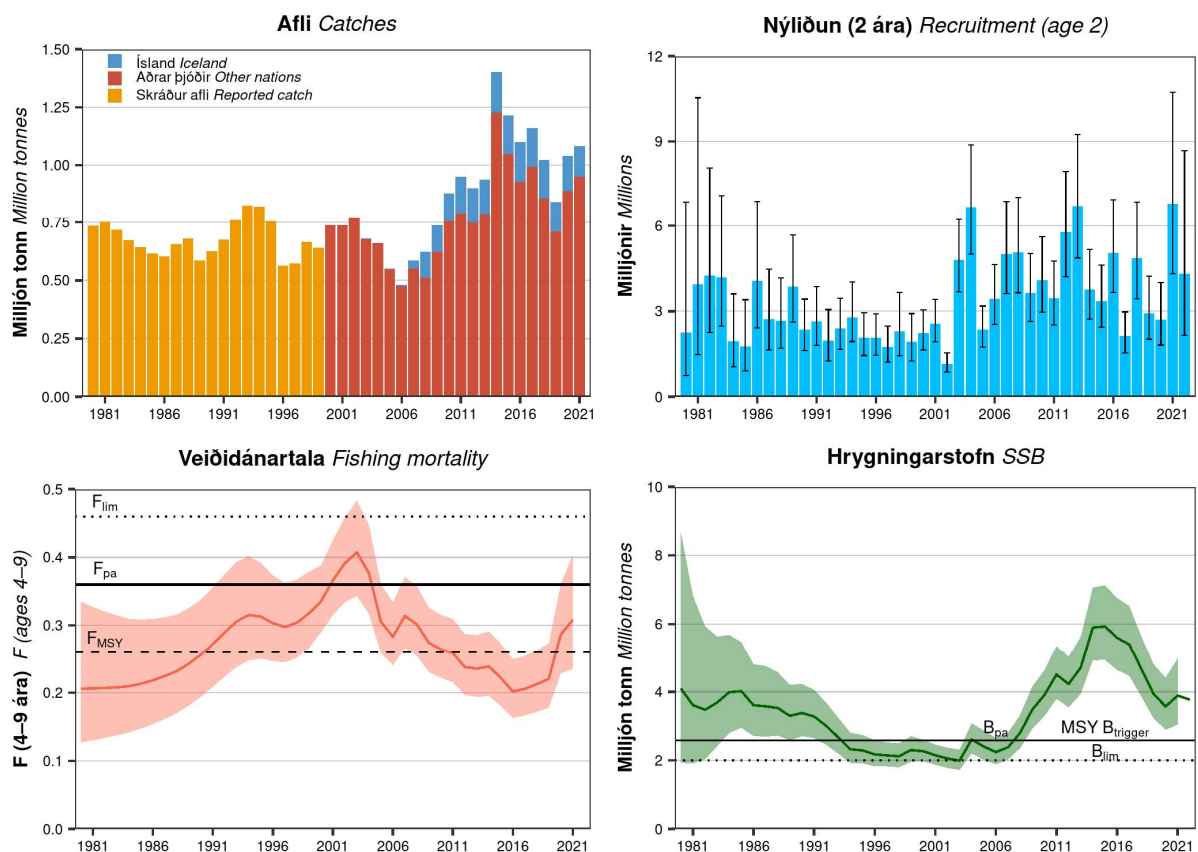 Afli Catches
Milljón tonn Million tonnes
1.50
1.25
1.00
0.75
0.50
0.25
0.00
Ísland Iceland
Aðrar þjóðir Other nations
Skráður afli Reported catch
1981 1986 1991 1996 2001 2006 2011 2016 2021
Nýliðun (2 ára) Recruitment (age 2)
Milljónir Millions
12
9
6
3
0
1981 1986 1991 1996 2001 2006 2011 2016 2021
Veiðidánartala Fishing mortality
F (4–9 ára) F (ages 4–9)
0.5
0.4
0.3
0.2
0.1
0.0
Flim
Fpa
FMSY
1981 1986 1991 1996 2001 2006 2011 2016 2021
Hrygningarstofn SSB
Milljón tonn Million tonnes
10
8
6
4
2
0
Bpa MSY Btrigger
Blim
1981 1986 1991 1996 2001 2006 2011 2016 2021